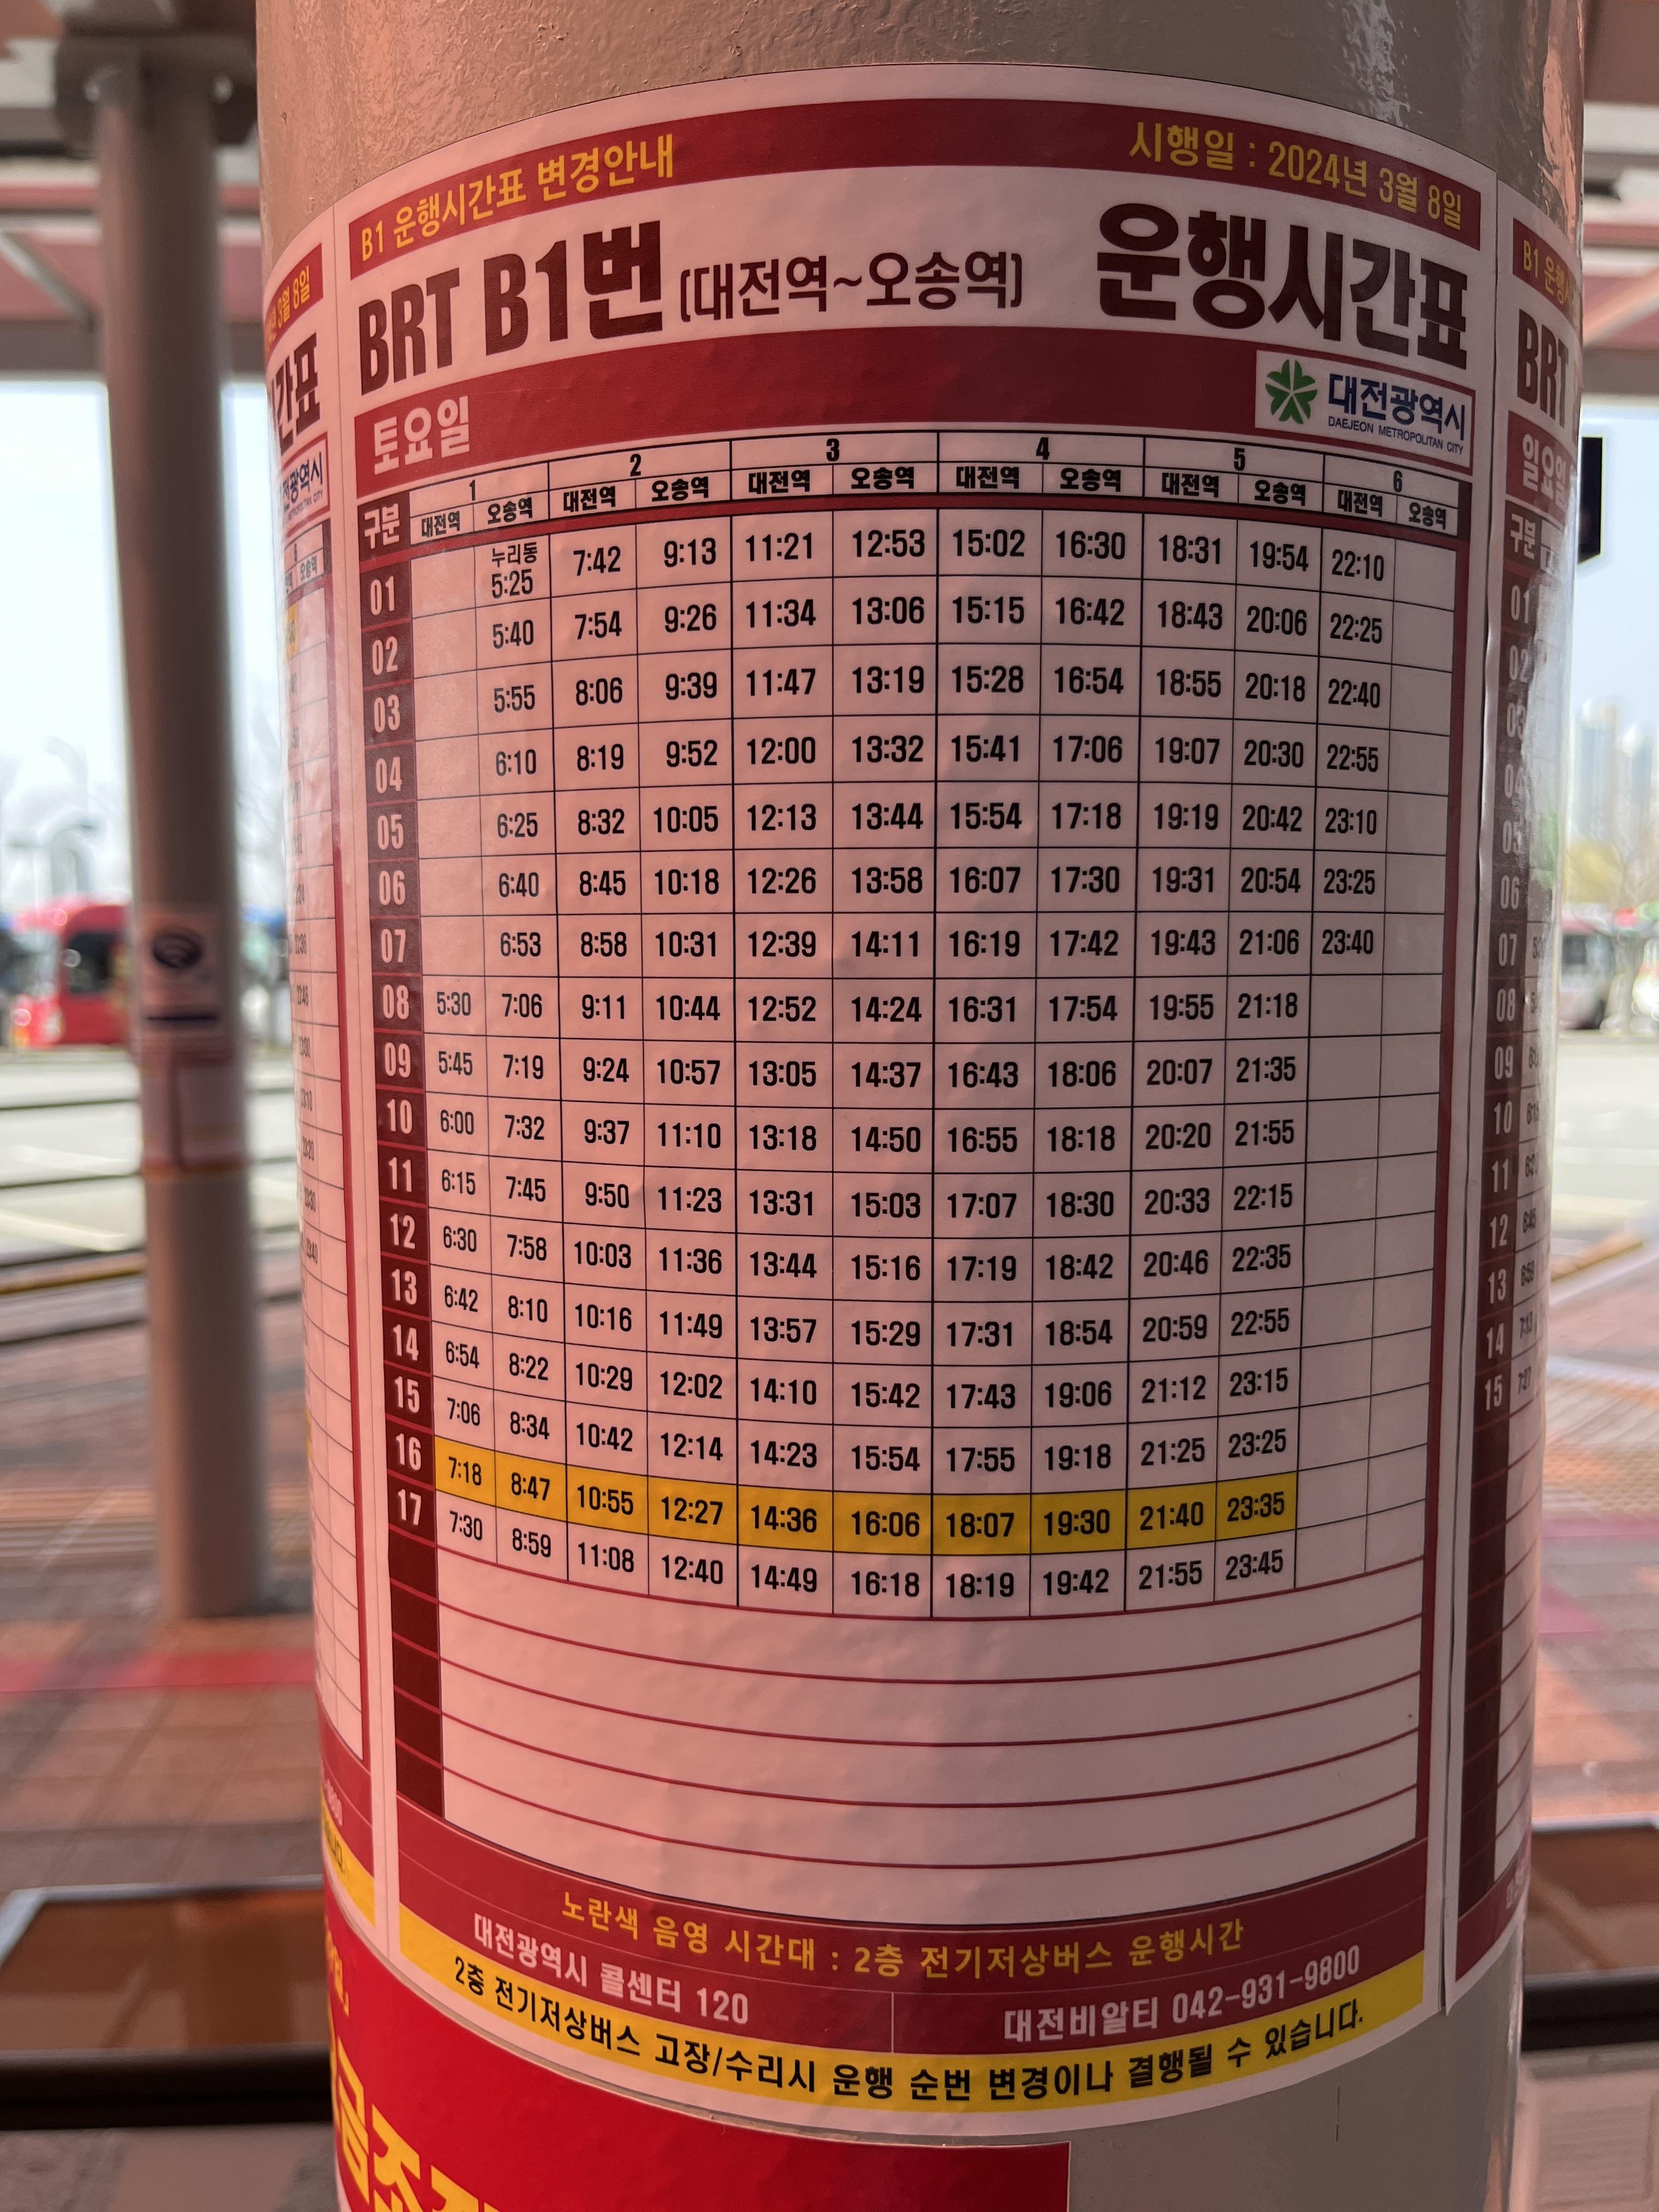 B1 운행시간표 변경안내 시행일 : 2024년 3월 8일
BRT B1번 (대전역~오송역) 운행시간표
토요일 대전광역시
DAEJEON METROPOLITAN CITY
구분 1 2 3 4 5 6
대전역 오송역 대전역 오송역 대전역 오송역 대전역 오송역 대전역 오송역 대전역 오송역
01 누리동 5:25 7:42 9:13 11:21 12:53 15:02 16:30 18:31 19:54 22:10
02 5:40 7:54 9:26 11:34 13:06 15:15 16:42 18:43 20:06 22:25
03 5:55 8:06 9:39 11:47 13:19 15:28 16:54 18:55 20:18 22:40
04 6:10 8:19 9:52 12:00 13:32 15:41 17:06 19:07 20:30 22:55
05 6:25 8:32 10:05 12:13 13:44 15:54 17:18 19:19 20:42 23:10
06 6:40 8:45 10:18 12:26 13:58 16:07 17:30 19:31 20:54 23:25
07 6:53 8:58 10:31 12:39 14:11 16:19 17:42 19:43 21:06 23:40
08 5:30 7:06 9:11 10:44 12:52 14:24 16:31 17:54 19:55 21:18
09 5:45 7:19 9:24 10:57 13:05 14:37 16:43 18:06 20:07 21:35
10 6:00 7:32 9:37 11:10 13:18 14:50 16:55 18:18 20:20 21:55
11 6:15 7:45 9:50 11:23 13:31 15:03 17:07 18:30 20:33 22:15
12 6:30 7:58 10:03 11:36 13:44 15:16 17:19 18:42 20:46 22:35
13 6:42 8:10 10:16 11:49 13:57 15:29 17:31 18:54 20:59 22:55
14 6:54 8:22 10:29 12:02 14:10 15:42 17:43 19:06 21:12 23:15
15 7:06 8:34 10:42 12:14 14:23 15:54 17:55 19:18 21:25 23:25
16 7:18 8:47 10:55 12:27 14:36 16:06 18:07 19:30 21:40 23:35
17 7:30 8:59 11:08 12:40 14:49 16:18 18:19 19:42 21:55 23:45
노란색 음영 시간대 : 2층 전기저상버스 운행시간
대전광역시 콜센터 120 대전비알티 042-931-9800
2층 전기저상버스 고장/수리시 운행 순번 변경이나 결행될 수 있습니다.